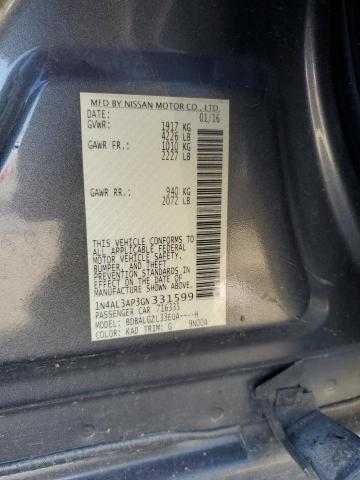 MFD BY NISSAN MOTOR CO., LTD.
DATE: 01/16
GVWR: 1917 KG
4226 LB
GAWR FR.: 1010 KG
2227 LB
GAWR RR.: 940 KG
2072 LB
THIS VEHICLE CONFORMS TO ALL
APPLICABLE FEDERAL
MOTOR VEHICLE SAFETY,
BUMPER, AND THEFT
PREVENTION STANDARDS IN
EFFECT ON THE DATE OF
MANUFACTURE SHOWN ABOVE.
1N4AL3AP3GN331599
PASSENGER CAR 716335
MODEL: BDBALGZL33EUA----H
COLOR: KAD TRIM: G 9N00A